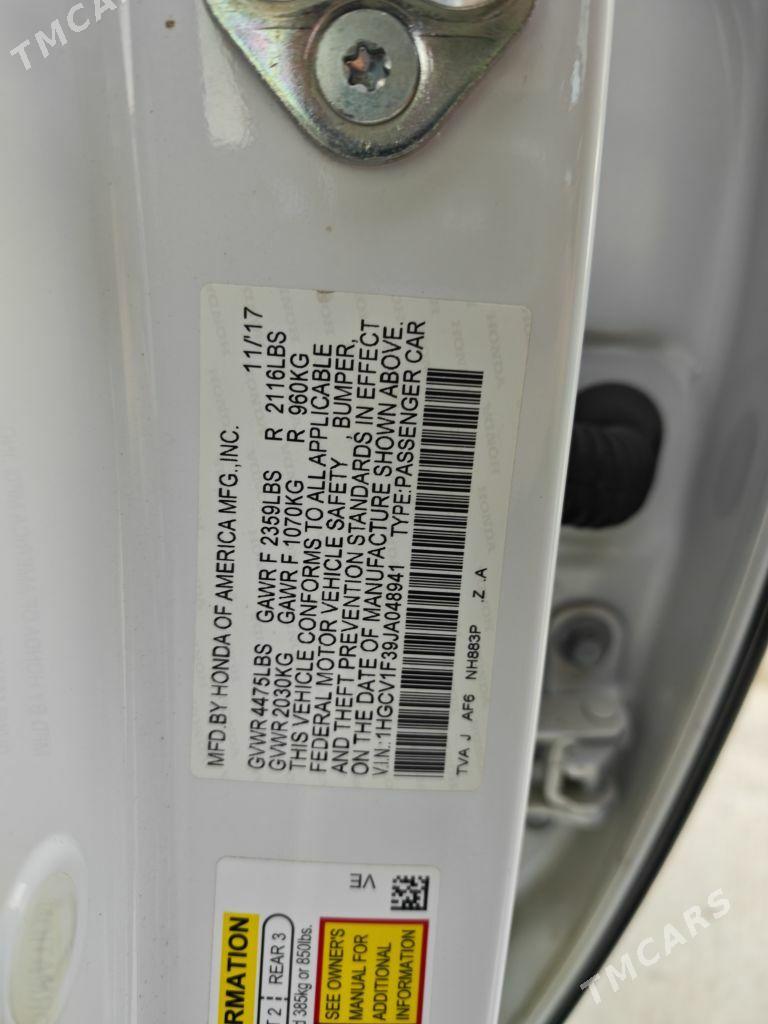 TMCARS
MFD.BY HONDA OF AMERICA MFG.,INC. 11/'17
GVWR 4475LBS GAWR F 2359LBS R 2116LBS
GVWR 2030KG GAWR F 1070KG R 960KG
THIS VEHICLE CONFORMS TO ALL APPLICABLE
FEDERAL MOTOR VEHICLE SAFETY, BUMPER,
AND THEFT PREVENTION STANDARDS, IN EFFECT
ON THE DATE OF MANUFACTURE SHOWN ABOVE.
V.I.N.:1HGCV1F39JA048941 TYPE:PASSENGER CAR
TVA J AF6 NH883P .Z .A
VE
REAR 3
385kg or 850lbs.
SEE OWNER'S
MANUAL FOR
ADDITIONAL
INFORMATION
TMCARS